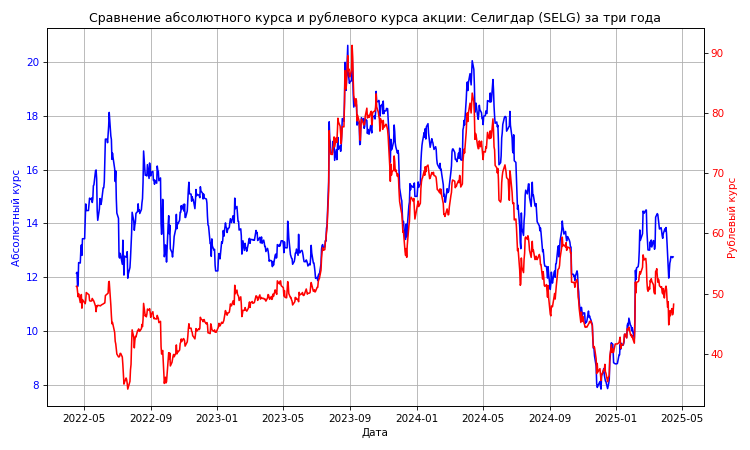 Сравнение абсолютного курса и рублевого курса акции: Селигдар (SELG) за три года
Абсолютный курс
20
18
16
14
12
10
8
90
80
70
60
50
40
Рублевый курс
2022-05 2022-09 2023-01 2023-05 2023-09 2024-01 2024-05 2024-09 2025-01 2025-05
Дата